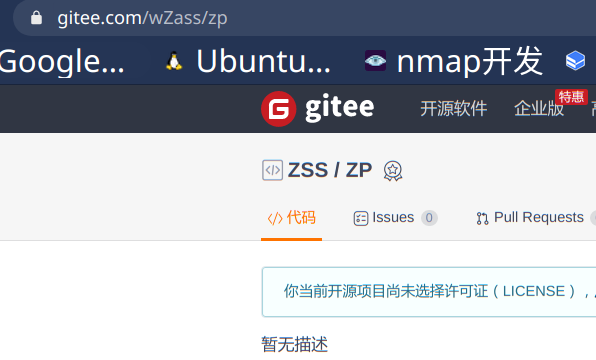 gitee.com/wZass/zp
Google... Ubuntu... nmap开发
gitee 开源软件 企业版 特惠
ZSS / ZP
代码 Issues 0 Pull Requests
你当前开源项目尚未选择许可证（LICENSE），
暂无描述